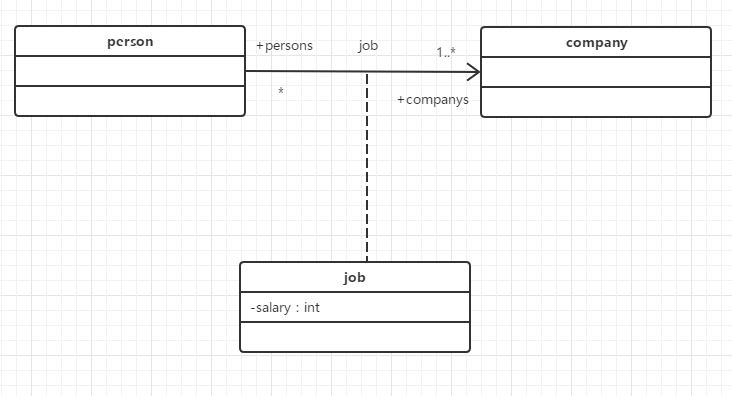 person
+persons
job
1..*
company
*
+companys
job
-salary : int